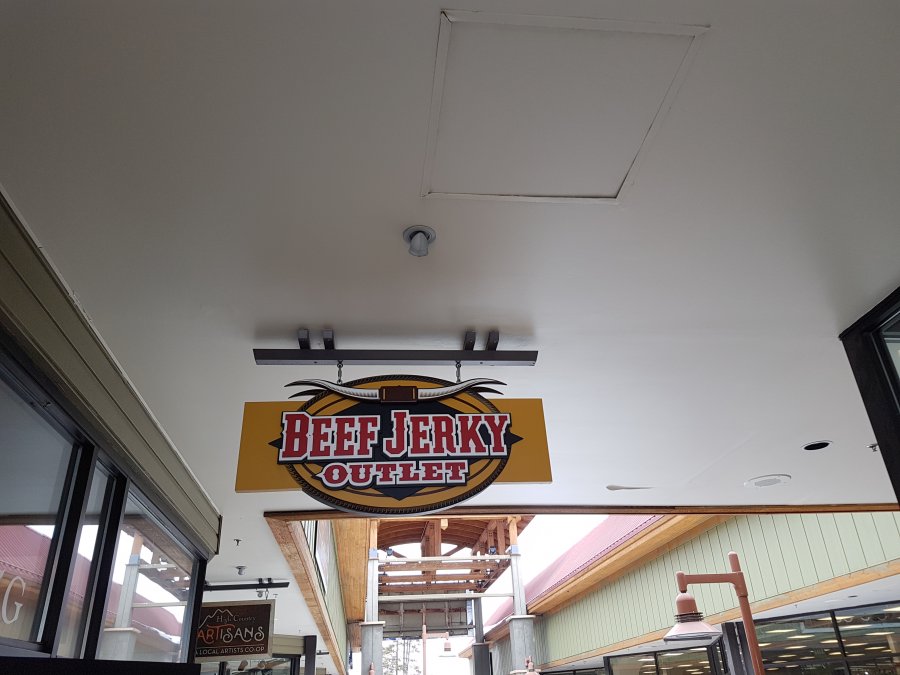 BEEF JERKY
OUTLET
High Country
ARTISANS
A LOCAL ARTISTS CO-OP
G